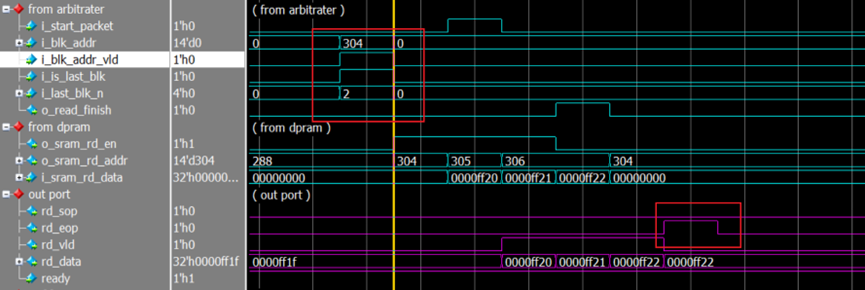 from arbitrater
i_start_packet 1'h0
i_blk_addr 14'd0
i_blk_addr_vld 1'h0
i_is_last_blk 1'h0
i_last_blk_n 4'h0
o_read_finish 1'h0
from dpram
o_sram_rd_en 1'h1
o_sram_rd_addr 14'd304
i_sram_rd_data 32'h00000...
out port
rd_sop 1'h0
rd_eop 1'h0
rd_vld 1'h0
rd_data 32'h0000ff1f
ready 1'h1
( from arbitrater )
0 304 0
0 2 0
( from dpram )
288 304 305 306 304
00000000 0000ff20 0000ff21 0000ff22 00000000
( out port )
0000ff1f 0000ff20 0000ff21 0000ff22 0000ff22